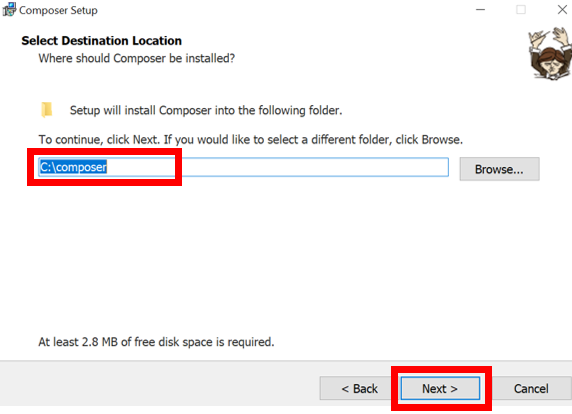 Composer Setup
Select Destination Location
Where should Composer be installed?
Setup will install Composer into the following folder.
To continue, click Next. If you would like to select a different folder, click Browse.
C:\composer
Browse...
At least 2.8 MB of free disk space is required.
< Back
Next >
Cancel